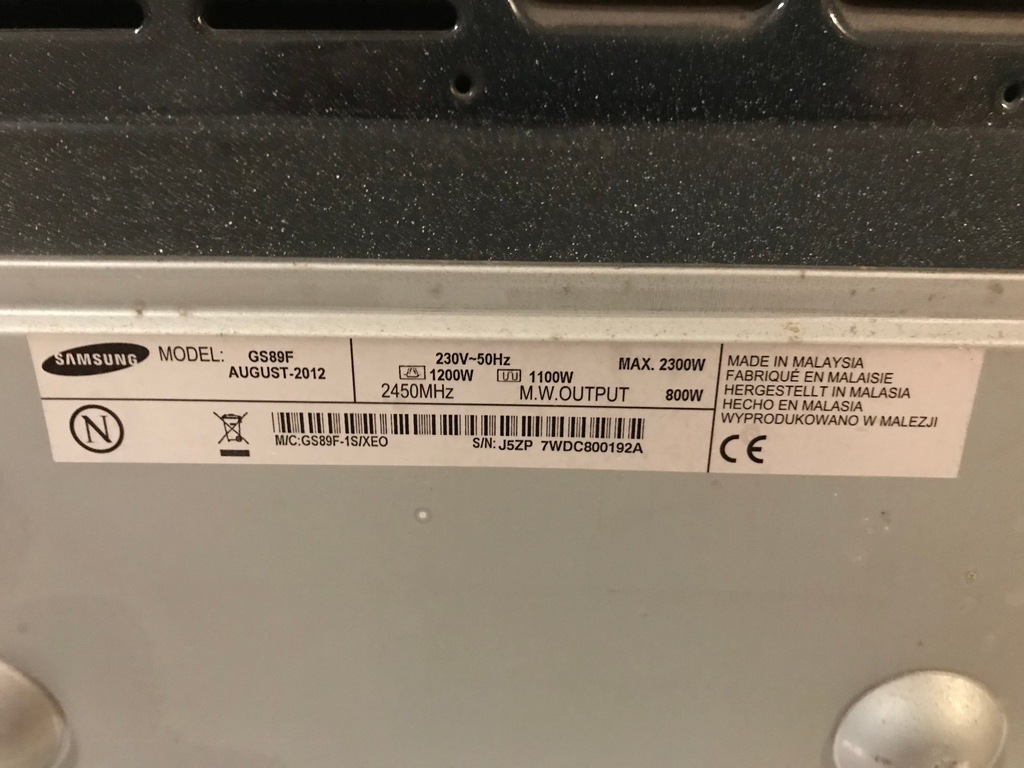 SAMSUNG MODEL: GS89F
AUGUST-2012
230V~50Hz
1200W 1100W
MAX. 2300W
2450MHz M.W.OUTPUT 800W
N
M/C:GS89F-1S/XEO
S/N:J5ZP 7WDC800192A
MADE IN MALAYSIA
FABRIQUÉ EN MALAISIE
HERGESTELLT IN MALASIA
HECHO EN MALASIA
WYPRODUKOWANO W MALEZJI
CE